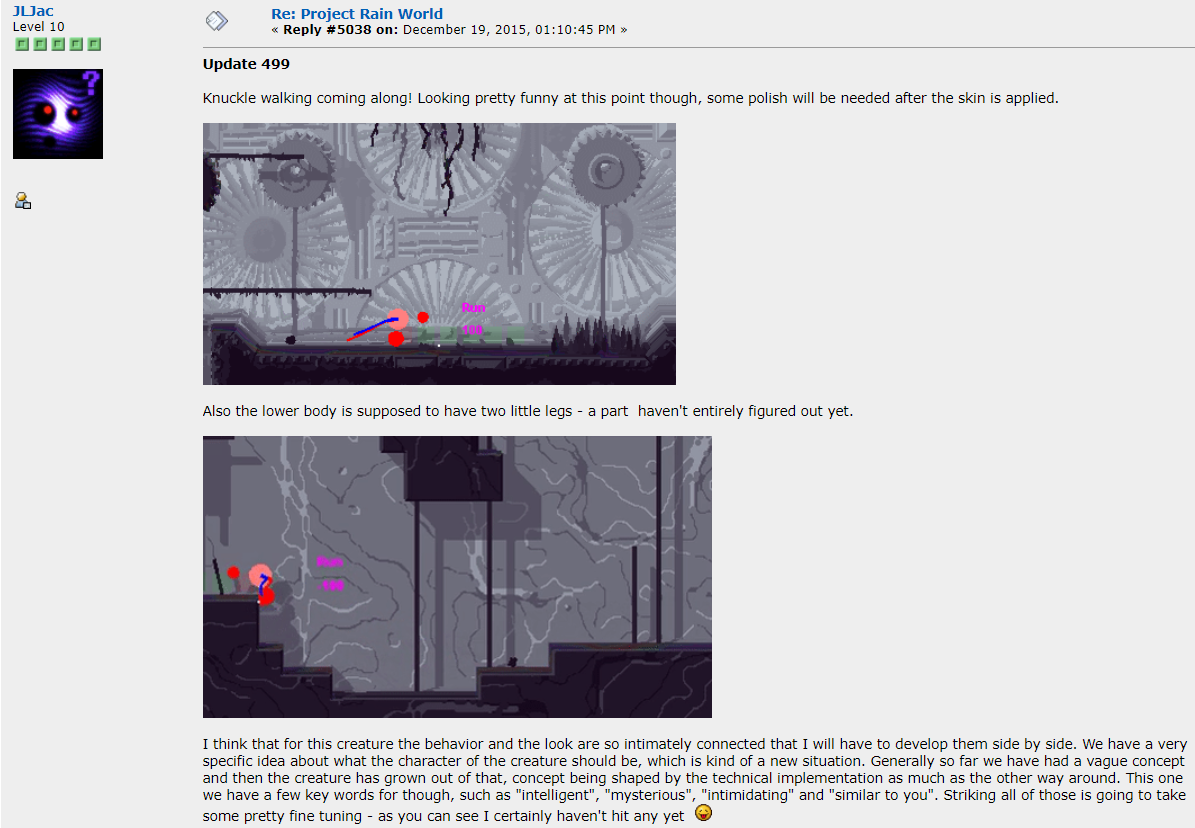 JLJac
Level 10
Re: Project Rain World
« Reply #5038 on: December 19, 2015, 01:10:45 PM »
Update 499
Knuckle walking coming along! Looking pretty funny at this point though, some polish will be needed after the skin is applied.
Run
Also the lower body is supposed to have two little legs - a part  haven't entirely figured out yet.
I think that for this creature the behavior and the look are so intimately connected that I will have to develop them side by side. We have a very
specific idea about what the character of the creature should be, which is kind of a new situation. Generally so far we have had a vague concept
and then the creature has grown out of that, concept being shaped by the technical implementation as much as the other way around. This one
we have a few key words for though, such as "intelligent", "mysterious", "intimidating" and "similar to you". Striking all of those is going to take
some pretty fine tuning - as you can see I certainly haven't hit any yet